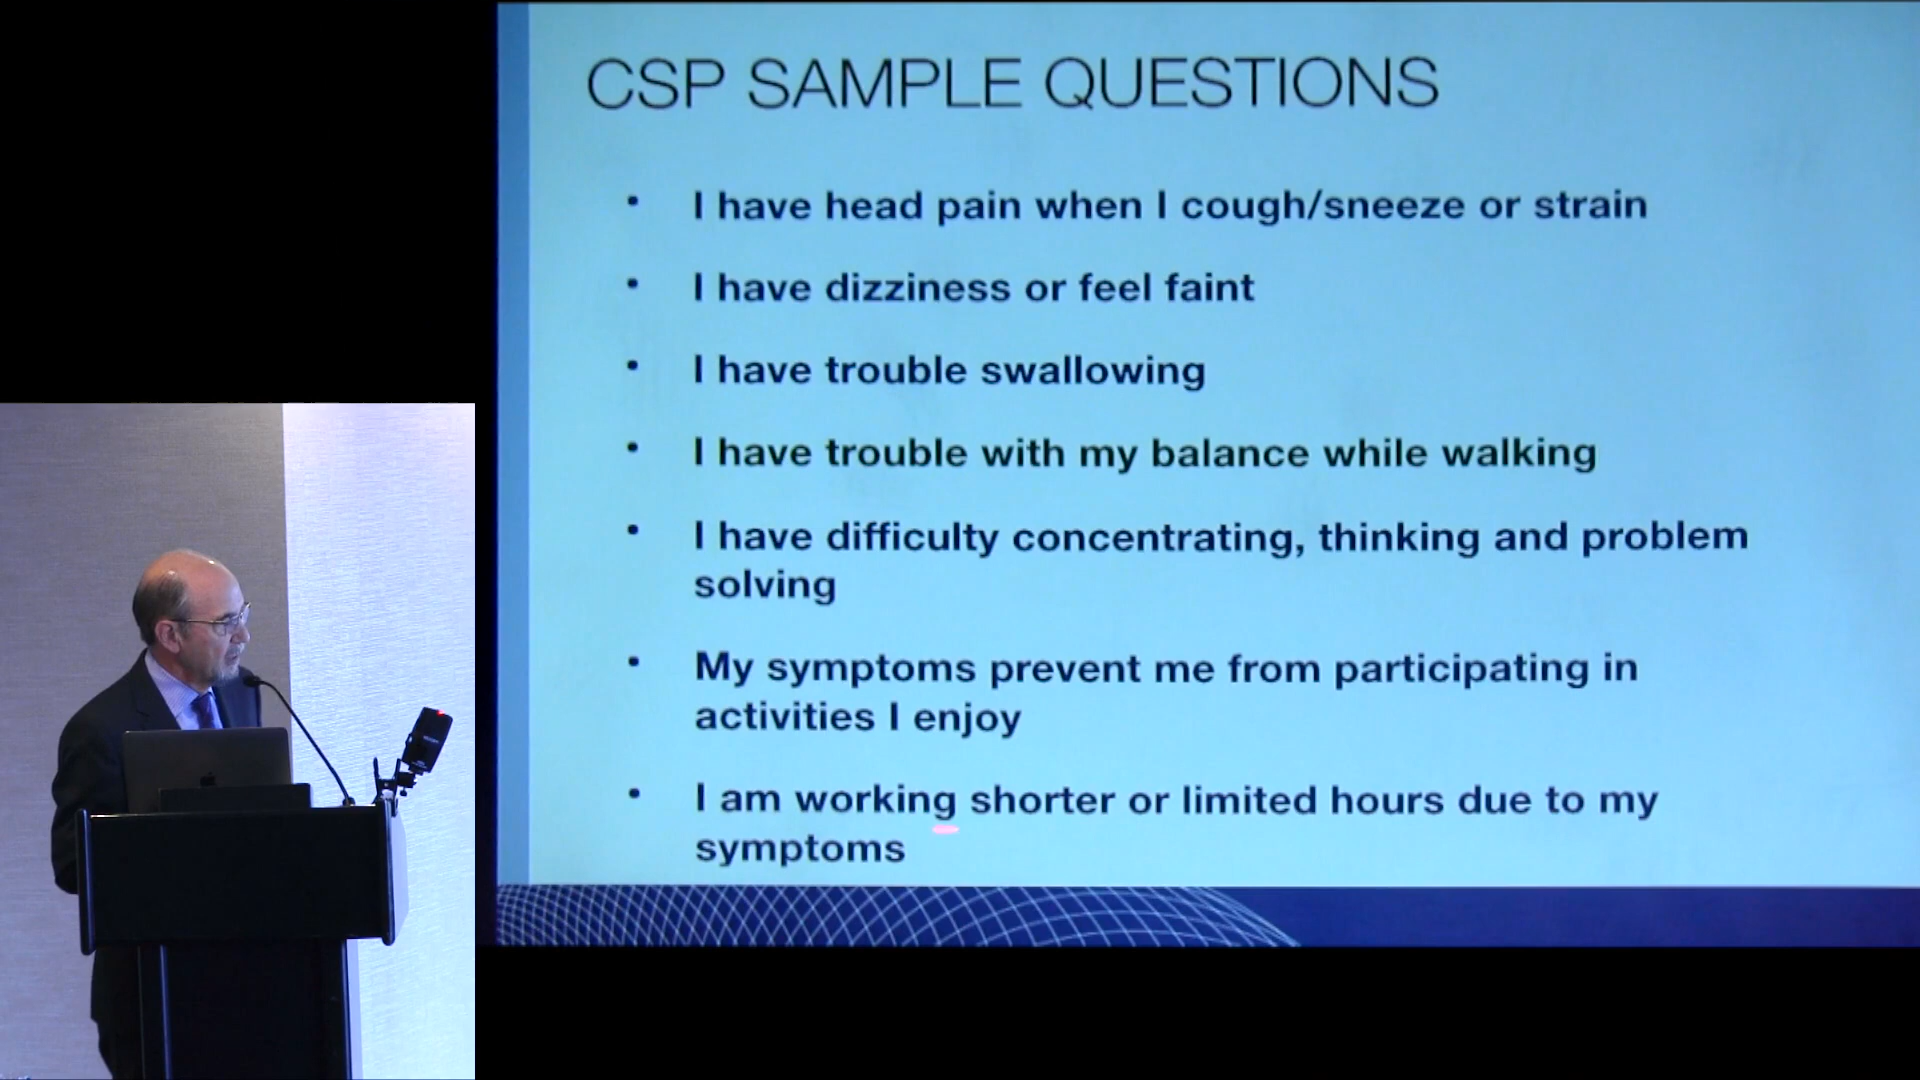 CSP SAMPLE QUESTIONS
• I have head pain when I cough/sneeze or strain
• I have dizziness or feel faint
• I have trouble swallowing
• I have trouble with my balance while walking
• I have difficulty concentrating, thinking and problem
solving
• My symptoms prevent me from participating in
activities I enjoy
• I am working shorter or limited hours due to my
symptoms